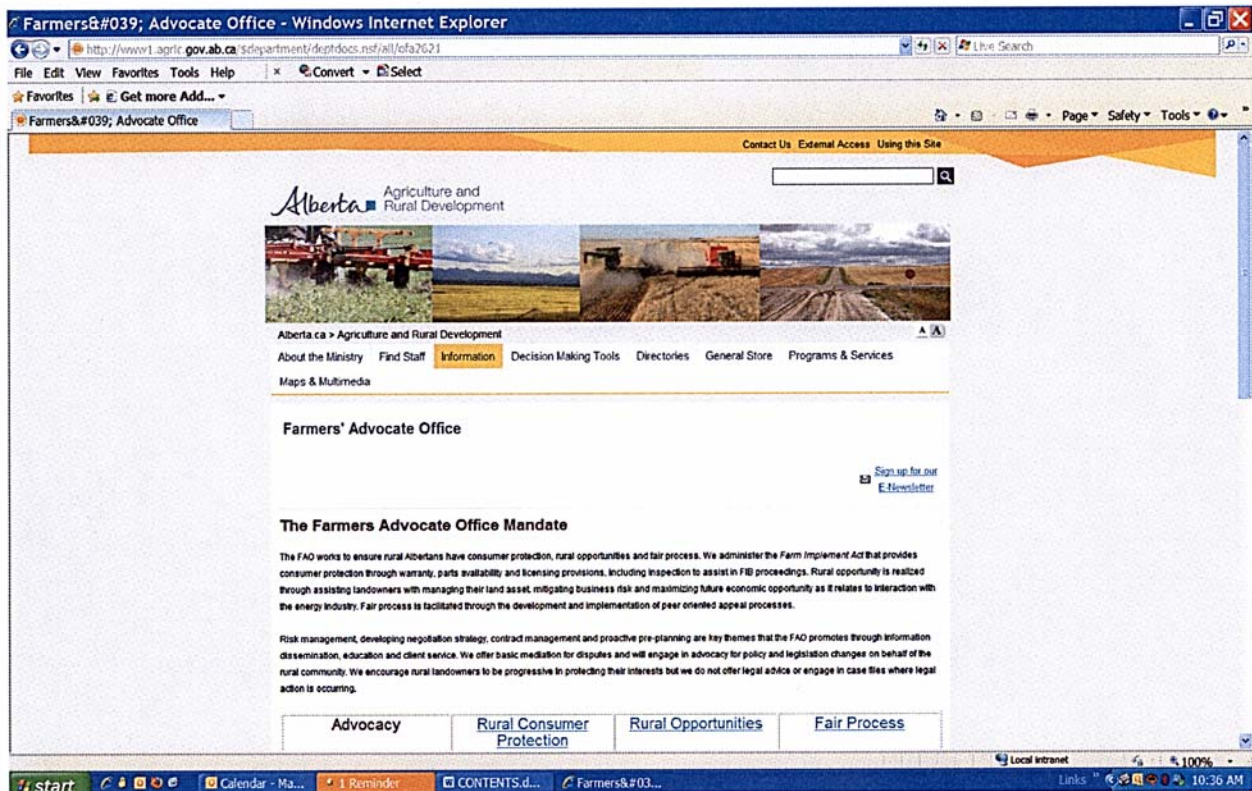 Farmers&#039; Advocate Office - Windows Internet Explorer
http://www1.agric.gov.ab.ca/$department/deptdocs.nsf/all/ofa2621
Live Search
File Edit View Favorites Tools Help x Convert Select
Favorites Get more Add...
Farmers&#039; Advocate Office
Page Safety Tools »
Contact Us External Access Using this Site
Alberta Agriculture and
Rural Development
Alberta.ca > Agriculture and Rural Development
A A
About the Ministry Find Staff Information Decision Making Tools Directories General Store Programs & Services
Maps & Multimedia
Farmers' Advocate Office
Sign up for our
E-Newsletter
The Farmers Advocate Office Mandate
The FAO works to ensure rural Albertans have consumer protection, rural opportunities and fair process. We administer the Farm Implement Act that provides
consumer protection through warranty, parts availability and licensing provisions, including inspection to assist in FIB proceedings. Rural opportunity is realized
through assisting landowners with managing their land asset, mitigating business risk and maximizing future economic opportunity as it relates to interaction with
the energy industry. Fair process is facilitated through the development and implementation of peer oriented appeal processes.
Risk management, developing negotiation strategy, contract management and proactive pre-planning are key themes that the FAO promotes through information
dissemination, education and client service. We offer basic mediation for disputes and will engage in advocacy for policy and legislation changes on behalf of the
rural community. We encourage rural landowners to be progressive in protecting their interests but we do not offer legal advice or engage in case files where legal
action is occurring.
Advocacy
Rural Consumer
Protection
Rural Opportunities
Fair Process
Local intranet 100%
start Calendar - Ma... 1 Reminder CONTENTS.d... Farmers&#03... Links » 10:36 AM